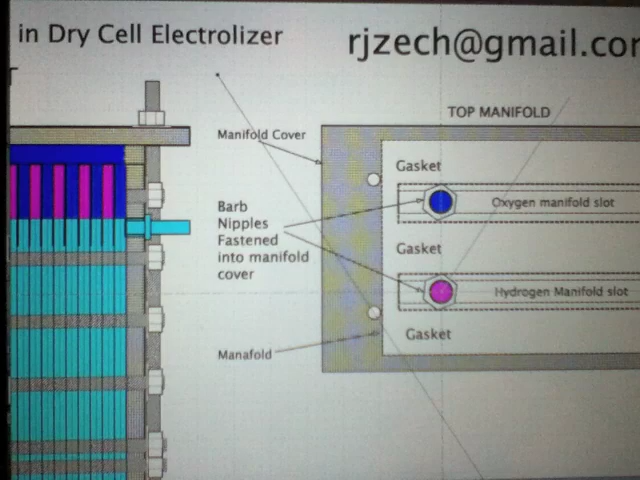 in Dry Cell Electrolizer
rjzech@gmail.cor
TOP MANIFOLD
Manifold Cover
Gasket
Barb
Nipples
Fastened
into manifold
cover
Oxygen manifold slot
Gasket
Hydrogen Manifold slot
Gasket
Manafold